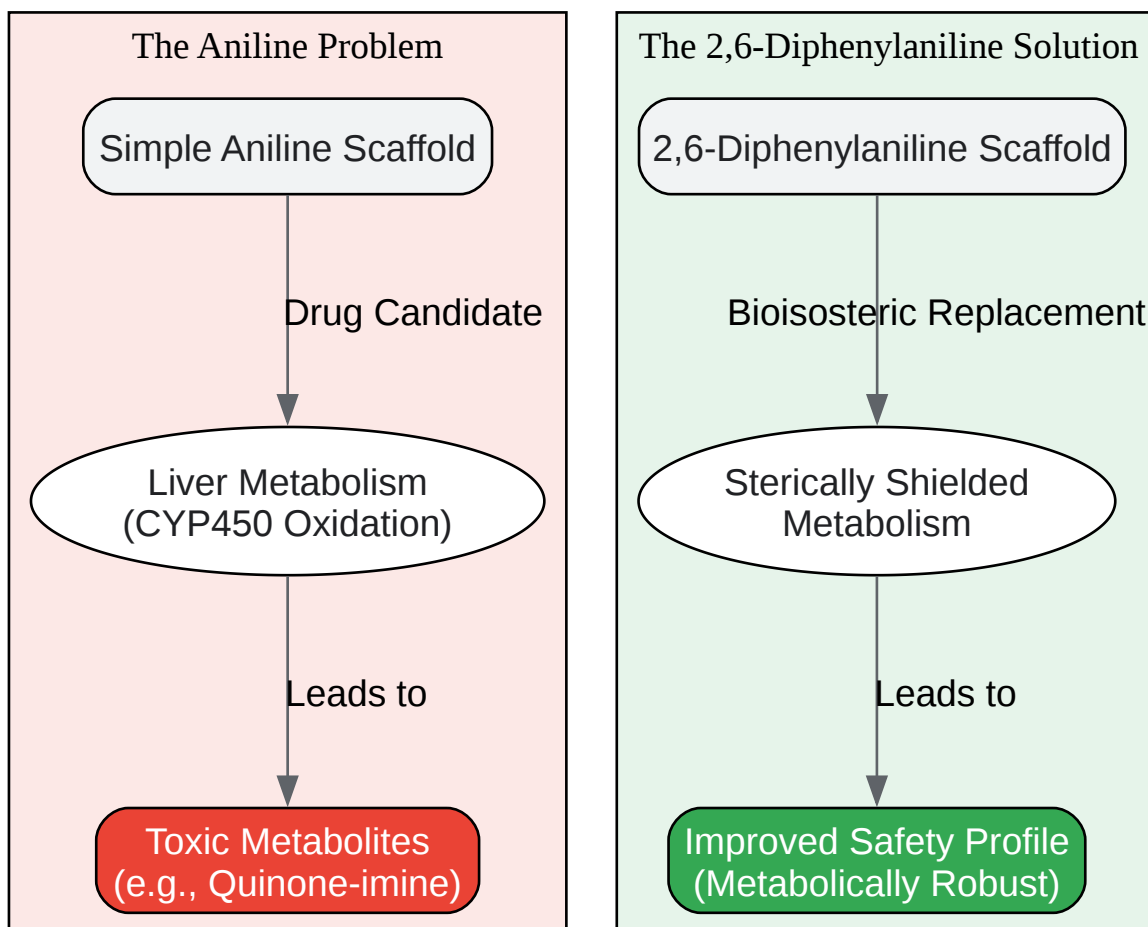 The Aniline Problem
Simple Aniline Scaffold
Drug Candidate
Liver Metabolism
(CYP450 Oxidation)
Leads to
Toxic Metabolites
(e.g., Quinone-imine)
The 2,6-Diphenylaniline Solution
2,6-Diphenylaniline Scaffold
Bioisosteric Replacement
Sterically Shielded
Metabolism
Leads to
Improved Safety Profile
(Metabolically Robust)